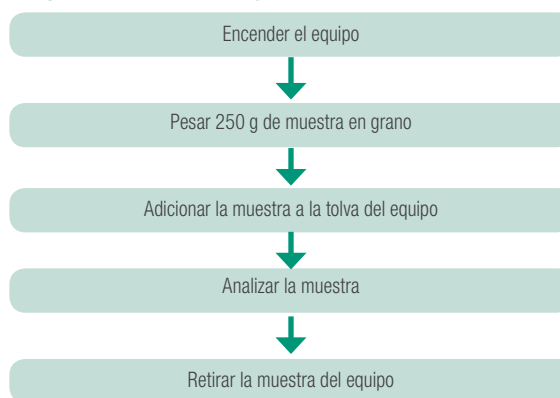 Encender el equipo
Pesar 250 g de muestra en grano
Adicionar la muestra a la tolva del equipo
Analizar la muestra
Retirar la muestra del equipo